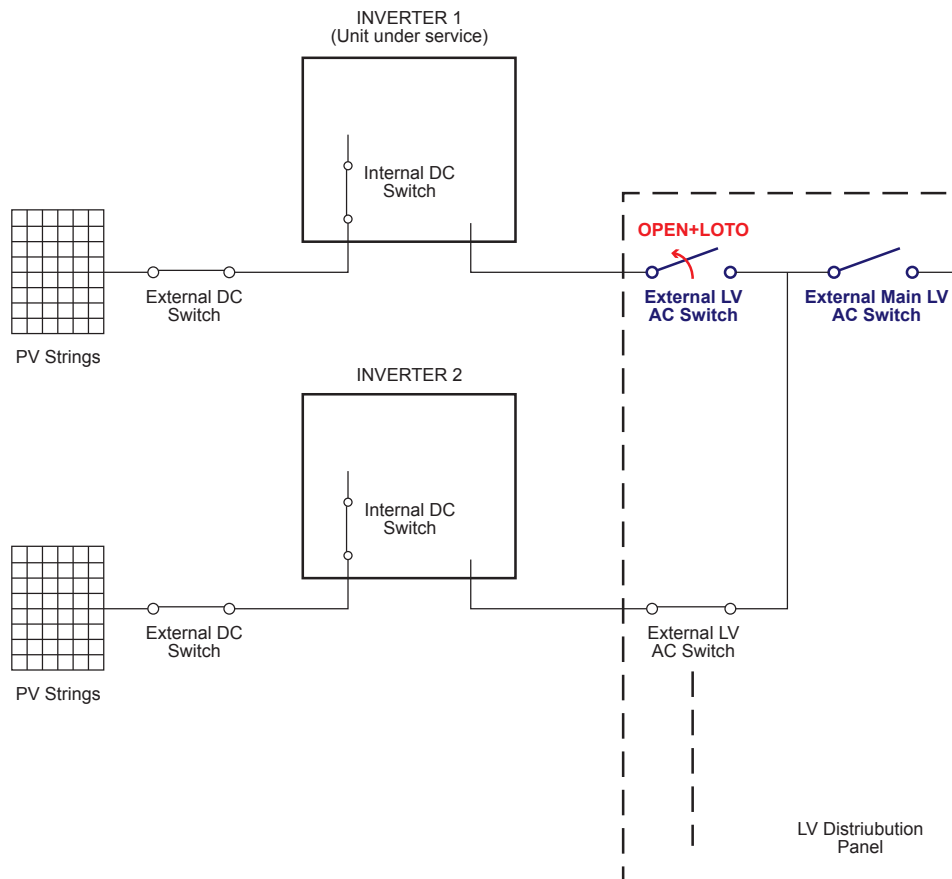 INVERTER 1
(Unit under service)
Internal DC
Switch
OPEN+LOTO
External DC
Switch
External LV
AC Switch
External Main LV
AC Switch
PV Strings
INVERTER 2
Internal DC
Switch
External DC
Switch
External LV
AC Switch
PV Strings
LV Distriubution
Panel